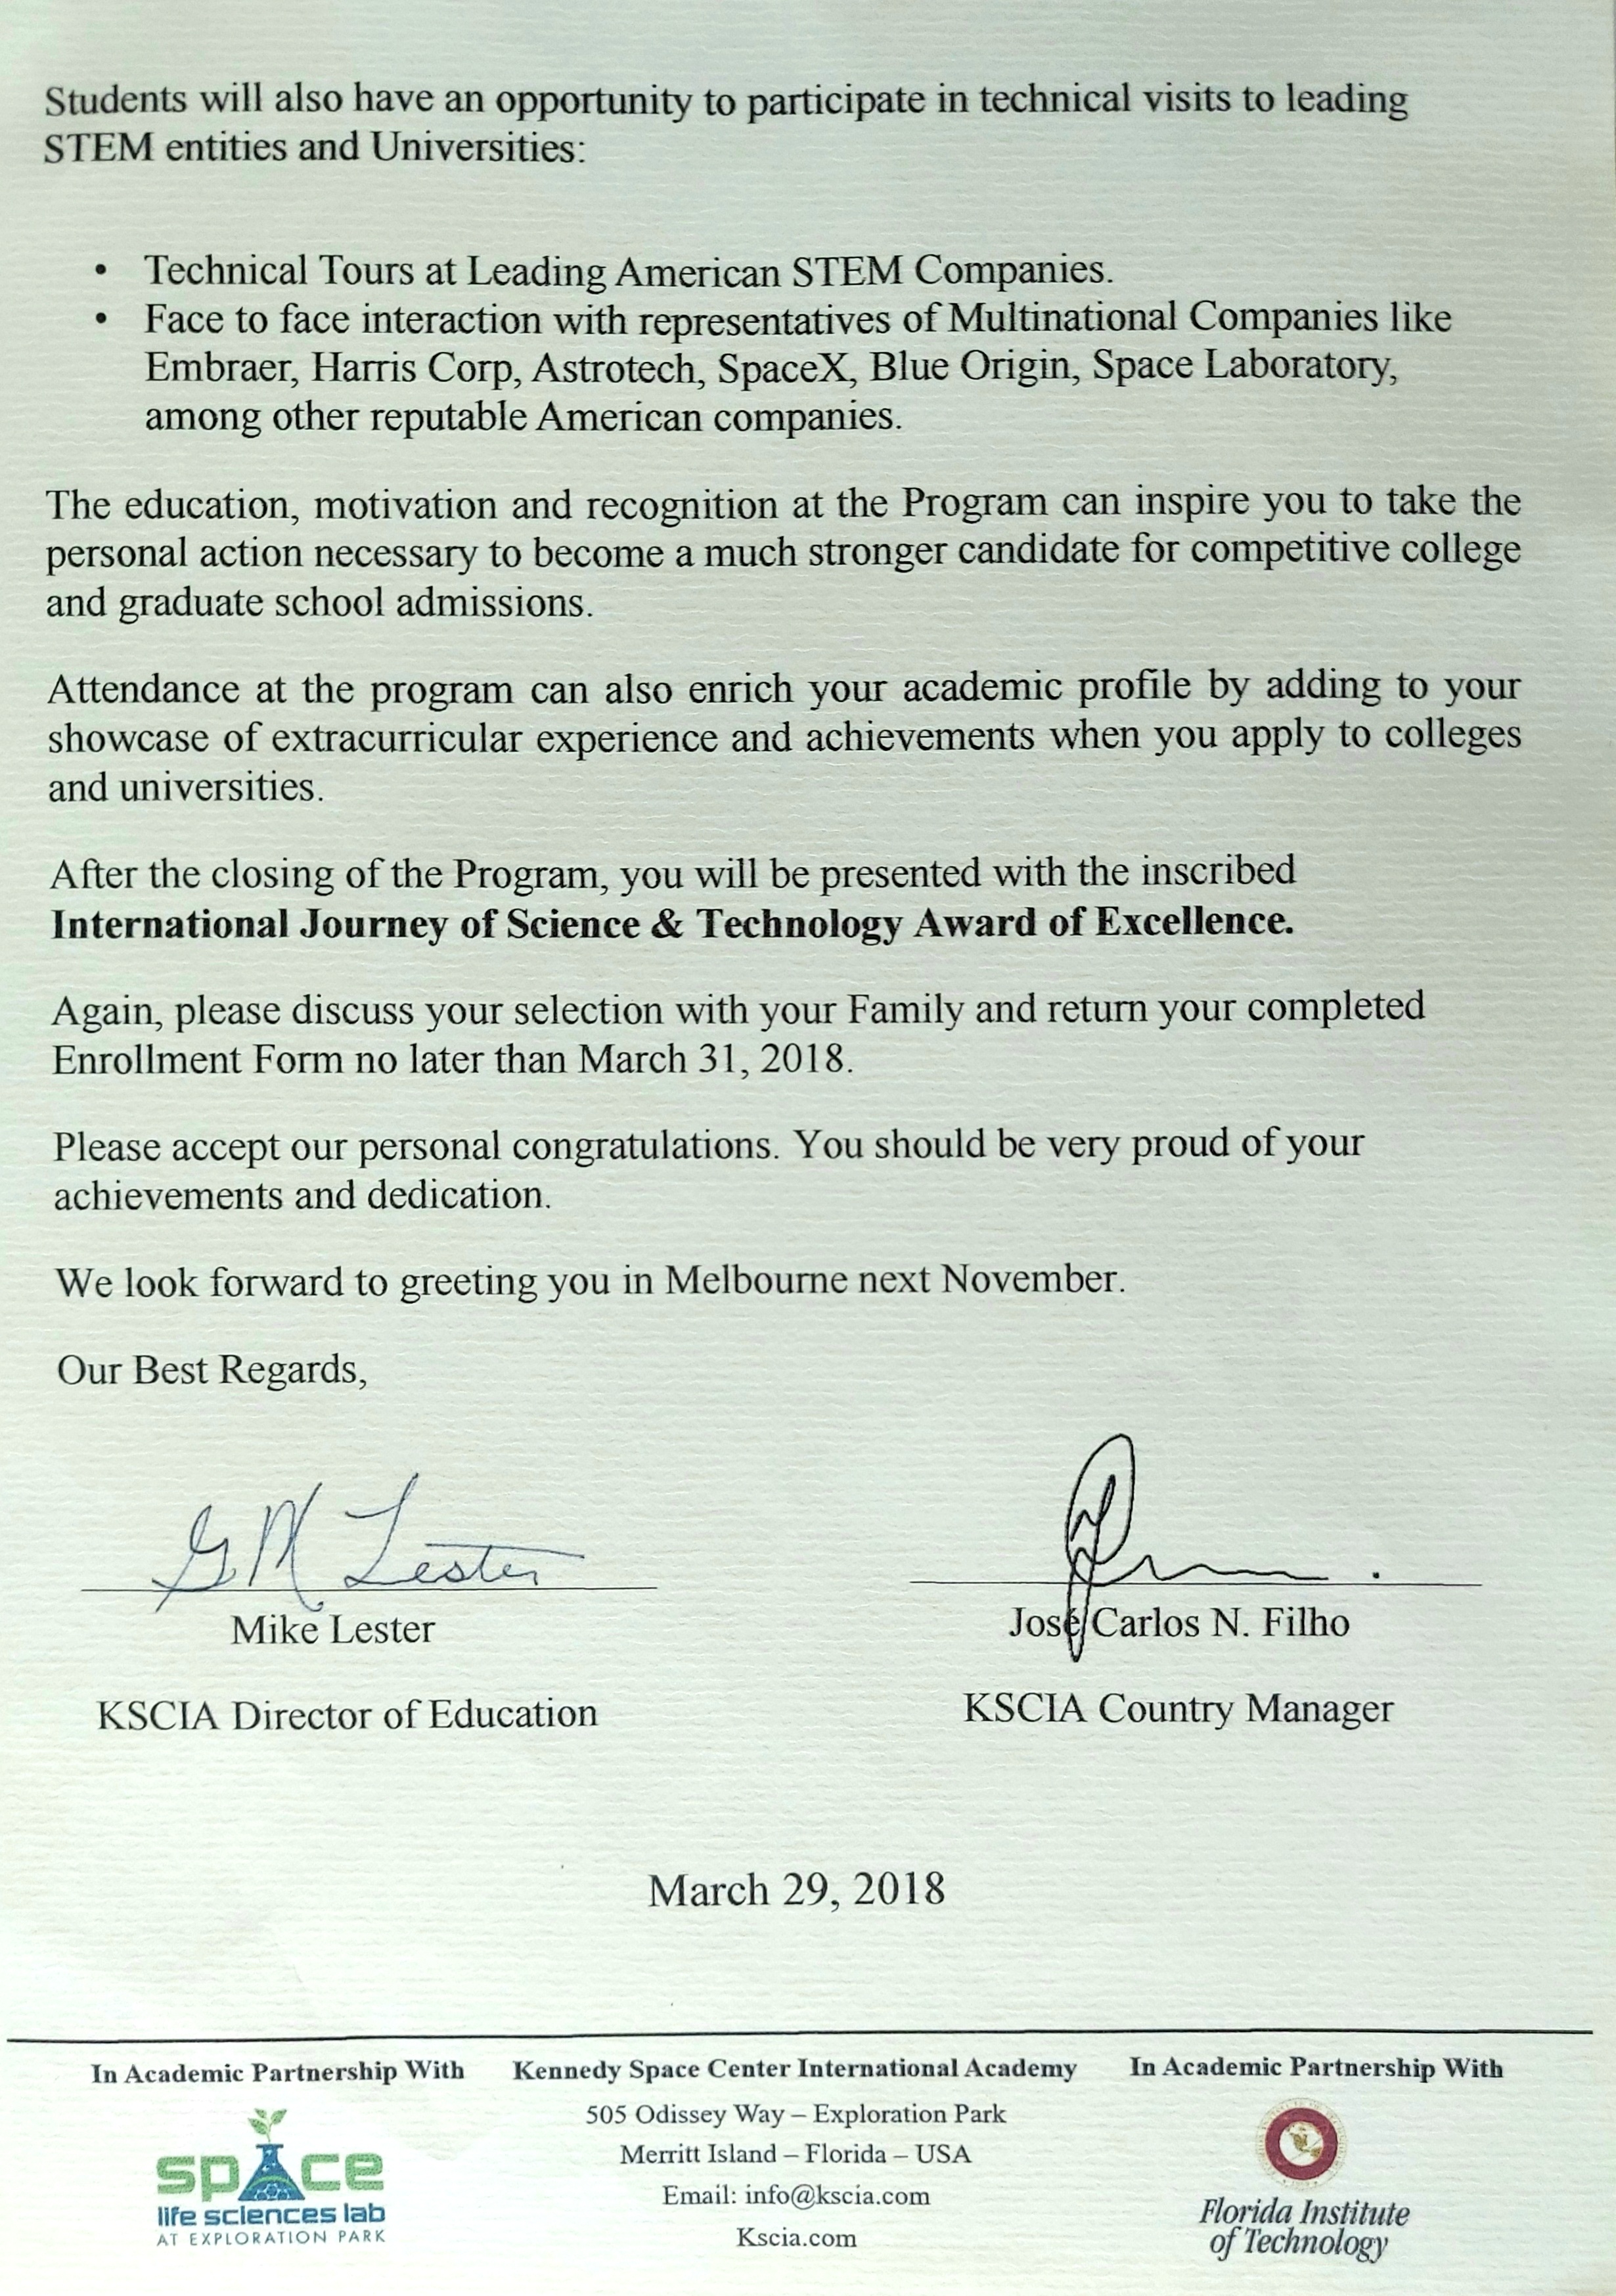 Students will also have an opportunity to participate in technical visits to leading
STEM entities and Universities:
• Technical Tours at Leading American STEM Companies.
• Face to face interaction with representatives of Multinational Companies like
Embraer, Harris Corp, Astrotech, SpaceX, Blue Origin, Space Laboratory,
among other reputable American companies.
The education, motivation and recognition at the Program can inspire you to take the
personal action necessary to become a much stronger candidate for competitive college
and graduate school admissions.
Attendance at the program can also enrich your academic profile by adding to your
showcase of extracurricular experience and achievements when you apply to colleges
and universities.
After the closing of the Program, you will be presented with the inscribed
International Journey of Science & Technology Award of Excellence.
Again, please discuss your selection with your Family and return your completed
Enrollment Form no later than March 31, 2018.
Please accept our personal congratulations. You should be very proud of your
achievements and dedication.
We look forward to greeting you in Melbourne next November.
Our Best Regards,
G M Lester
Mike Lester
José Carlos N. Filho
KSCIA Director of Education
KSCIA Country Manager
March 29, 2018
In Academic Partnership With
space
life sciences lab
AT EXPLORATION PARK
Kennedy Space Center International Academy
505 Odissey Way – Exploration Park
Merritt Island – Florida – USA
Email: info@kscia.com
Kscia.com
In Academic Partnership With
Florida Institute
of Technology